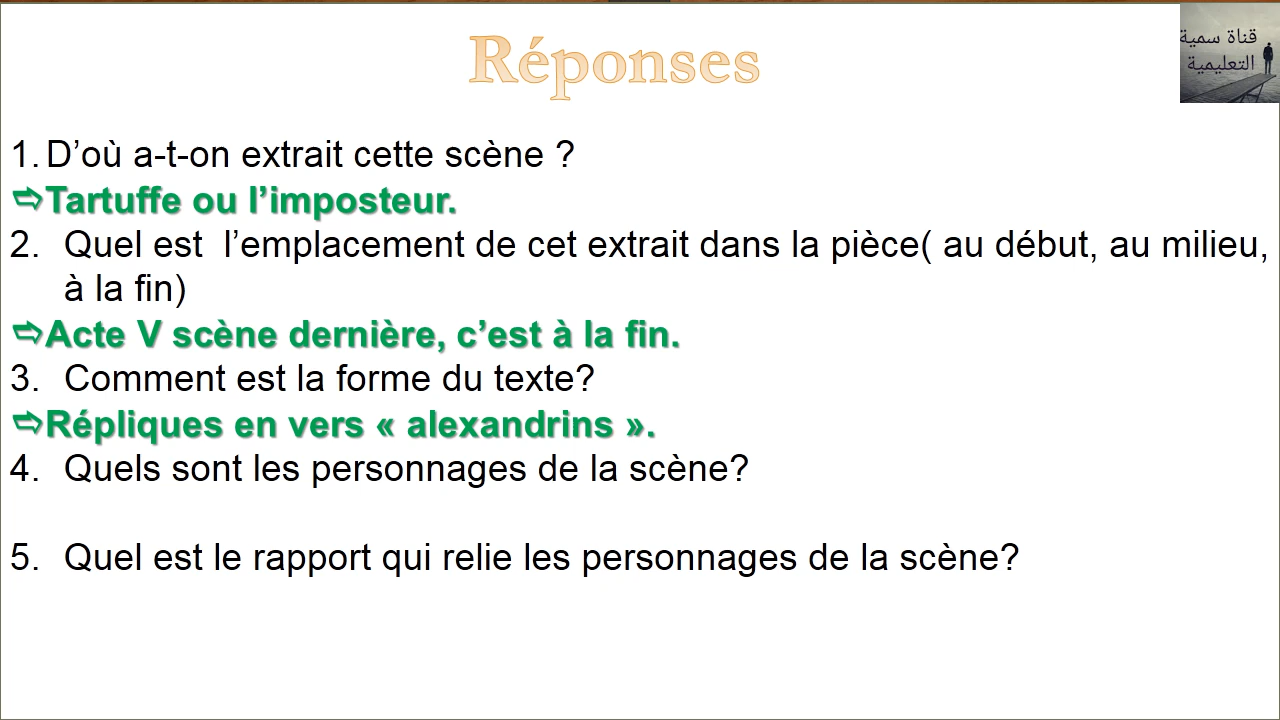 Réponses
قناة سمية
التعليمية
1. D’où a-t-on extrait cette scène ?
⇨Tartuffe ou l’imposteur.
2. Quel est l’emplacement de cet extrait dans la pièce( au début, au milieu,
à la fin)
⇨Acte V scène dernière, c’est à la fin.
3. Comment est la forme du texte?
⇨Répliques en vers « alexandrins ».
4. Quels sont les personnages de la scène?
5. Quel est le rapport qui relie les personnages de la scène?